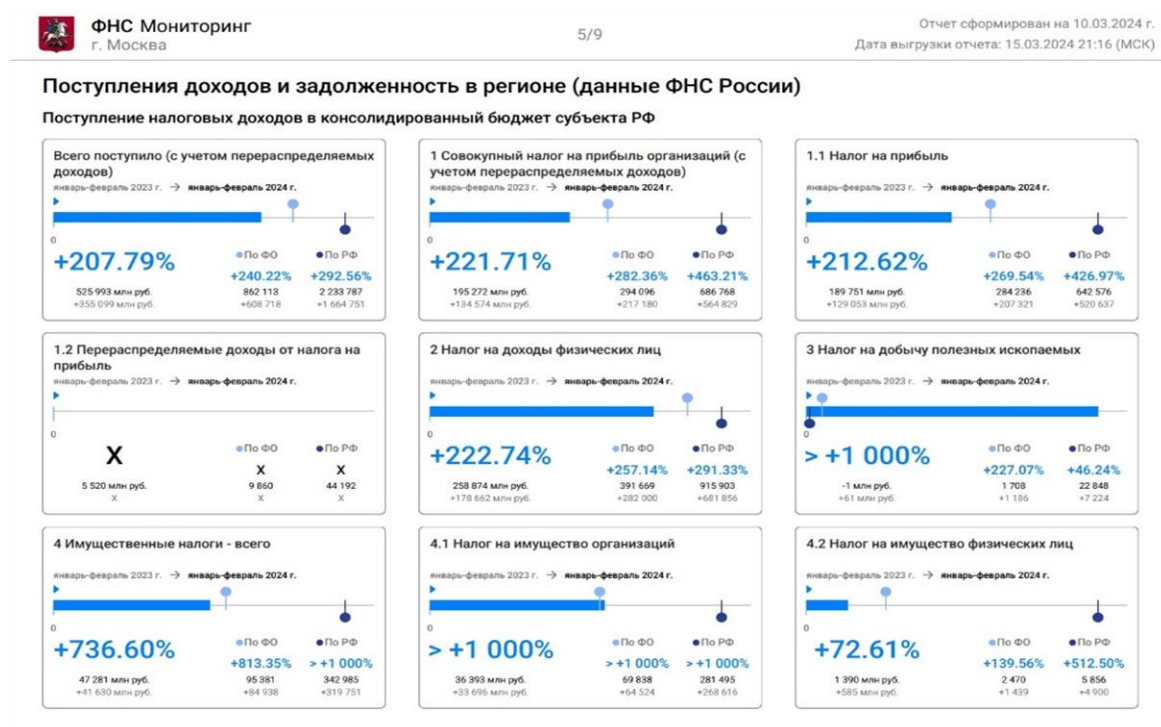 ФНС Мониторинг
г. Москва
5/9
Отчет сформирован на 10.03.2024 г.
Дата выгрузки отчета: 15.03.2024 21:16 (МСК)
Поступления доходов и задолженность в регионе (данные ФНС России)
Поступление налоговых доходов в консолидированный бюджет субъекта РФ
Всего поступило (с учетом перераспределяемых
доходов)
январь-февраль 2023 г. → январь-февраль 2024 г.
0
+207.79%
По ФО По РФ
+240.22% +292.56%
525 993 млн руб. 862 113 2 233 787
+355 099 млн руб. +608 718 +1 664 751
1 Совокупный налог на прибыль организаций (с
учетом перераспределяемых доходов)
январь-февраль 2023 г. → январь-февраль 2024 г.
0
+221.71%
По ФО По РФ
+282.36% +463.21%
195 272 млн руб. 294 096 686 768
+134 574 млн руб. +217 180 +564 829
1.1 Налог на прибыль
январь-февраль 2023 г. → январь-февраль 2024 г.
0
+212.62%
По ФО По РФ
+269.54% +426.97%
189 751 млн руб. 284 236 642 576
+129 053 млн руб. +207 321 +520 637
1.2 Перераспределяемые доходы от налога на
прибыль
январь-февраль 2023 г. → январь-февраль 2024 г.
0
X
По ФО По РФ
X X
5 520 млн руб. 9 860 44 192
X X X
2 Налог на доходы физических лиц
январь-февраль 2023 г. → январь-февраль 2024 г.
0
+222.74%
По ФО По РФ
+257.14% +291.33%
258 874 млн руб. 391 669 915 903
+178 662 млн руб. +282 000 +681 856
3 Налог на добычу полезных ископаемых
январь-февраль 2023 г. → январь-февраль 2024 г.
0
> +1 000%
По ФО По РФ
+227.07% +46.24%
-1 млн руб. 1 708 22 848
+61 млн руб. +1 186 +7 224
4 Имущественные налоги - всего
январь-февраль 2023 г. → январь-февраль 2024 г.
0
+736.60%
По ФО По РФ
+813.35% > +1 000%
47 281 млн руб. 95 381 342 985
+41 630 млн руб. +84 938 +319 751
4.1 Налог на имущество организаций
январь-февраль 2023 г. → январь-февраль 2024 г.
0
> +1 000%
По ФО По РФ
> +1 000% > +1 000%
36 393 млн руб. 69 838 281 495
+33 696 млн руб. +64 524 +268 616
4.2 Налог на имущество физических лиц
январь-февраль 2023 г. → январь-февраль 2024 г.
0
+72.61%
По ФО По РФ
+139.56% +512.50%
1 390 млн руб. 2 470 5 856
+585 млн руб. +1 439 +4 900